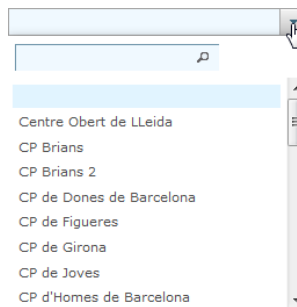 Centre Obert de LLeida
CP Brians
CP Brians 2
CP de Dones de Barcelona
CP de Figueres
CP de Girona
CP de Joves
CP d'Homes de Barcelona